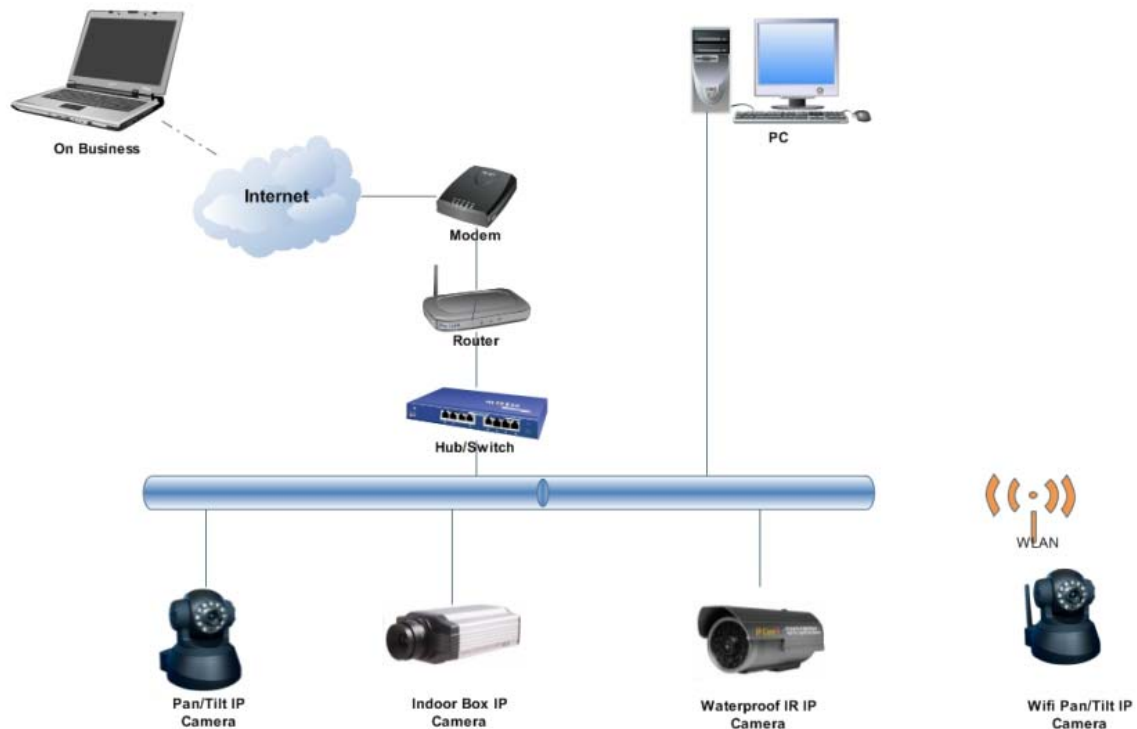 On Business
PC
Internet
Modem
Router
Hub/Switch
WLAN
Pan/Tilt IP
Camera
Indoor Box IP
Camera
Waterproof IR IP
Camera
Wifi Pan/Tilt IP
Camera